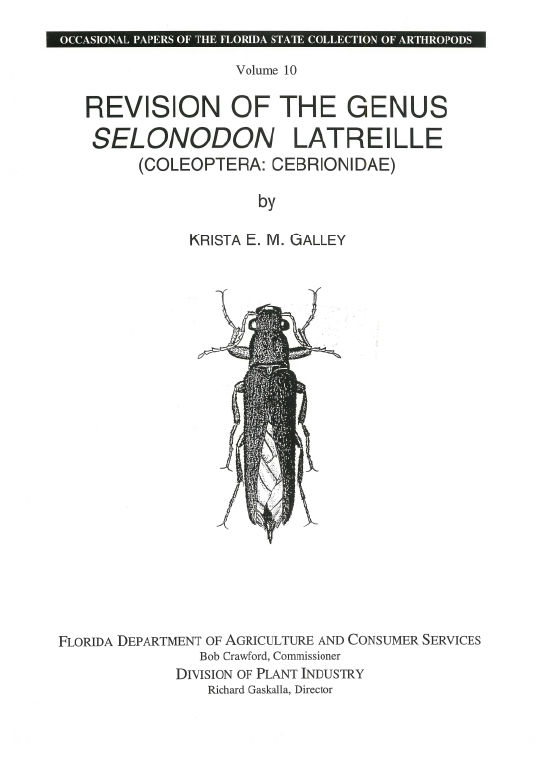 OCCASIONAL PAPERS OF THE FLORIDA STATE COLLECTION OF ARTHROPODS
Volume 10
REVISION OF THE GENUS
SELONODON LATREILLE
(COLEOPTERA: CEBRIONIDAE)
by
KRISTA E. M. GALLEY
FLORIDA DEPARTMENT OF AGRICULTURE AND CONSUMER SERVICES
Bob Crawford, Commissioner
DIVISION OF PLANT INDUSTRY
Richard Gaskalla, Director